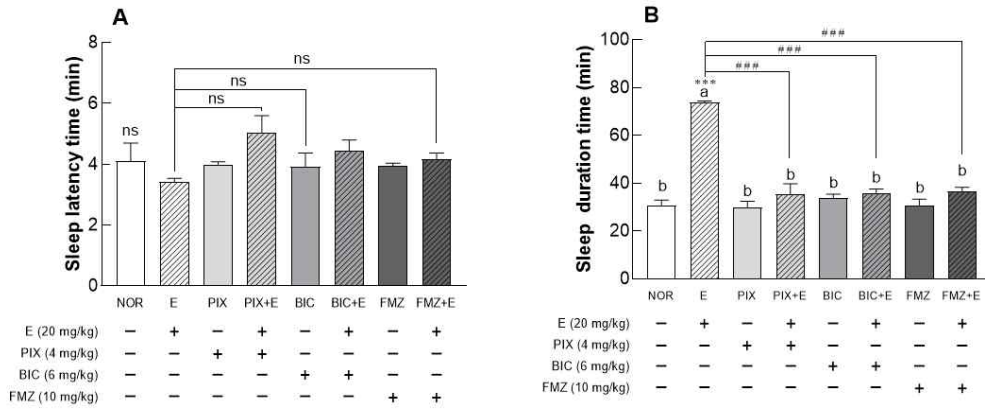 A
Sleep latency time (min)
8
6
4
2
0
ns
ns
ns
ns
NOR E PIX PIX+E BIC BIC+E FMZ FMZ+E
E (20 mg/kg) − + − + − + − +
PIX (4 mg/kg) − − + + − − − −
BIC (6 mg/kg) − − − − + + − −
FMZ (10 mg/kg) − − − − − − + +
B
Sleep duration time (min)
100
80
60
40
20
0
###
###
###
***
a
b b b b b b b
NOR E PIX PIX+E BIC BIC+E FMZ FMZ+E
E (20 mg/kg) − + − + − + − +
PIX (4 mg/kg) − − + + − − − −
BIC (6 mg/kg) − − − − + + − −
FMZ (10 mg/kg) − − − − − − + +